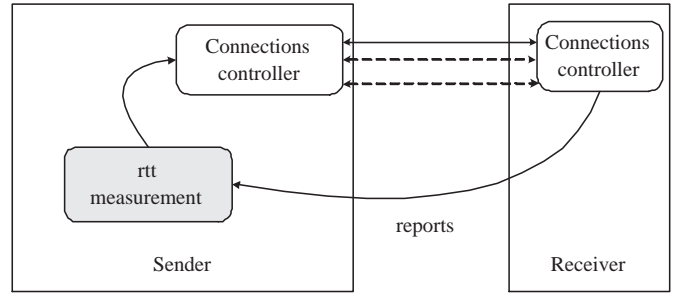 Connections
controller
Connections
controller
rtt
measurement
reports
Sender
Receiver